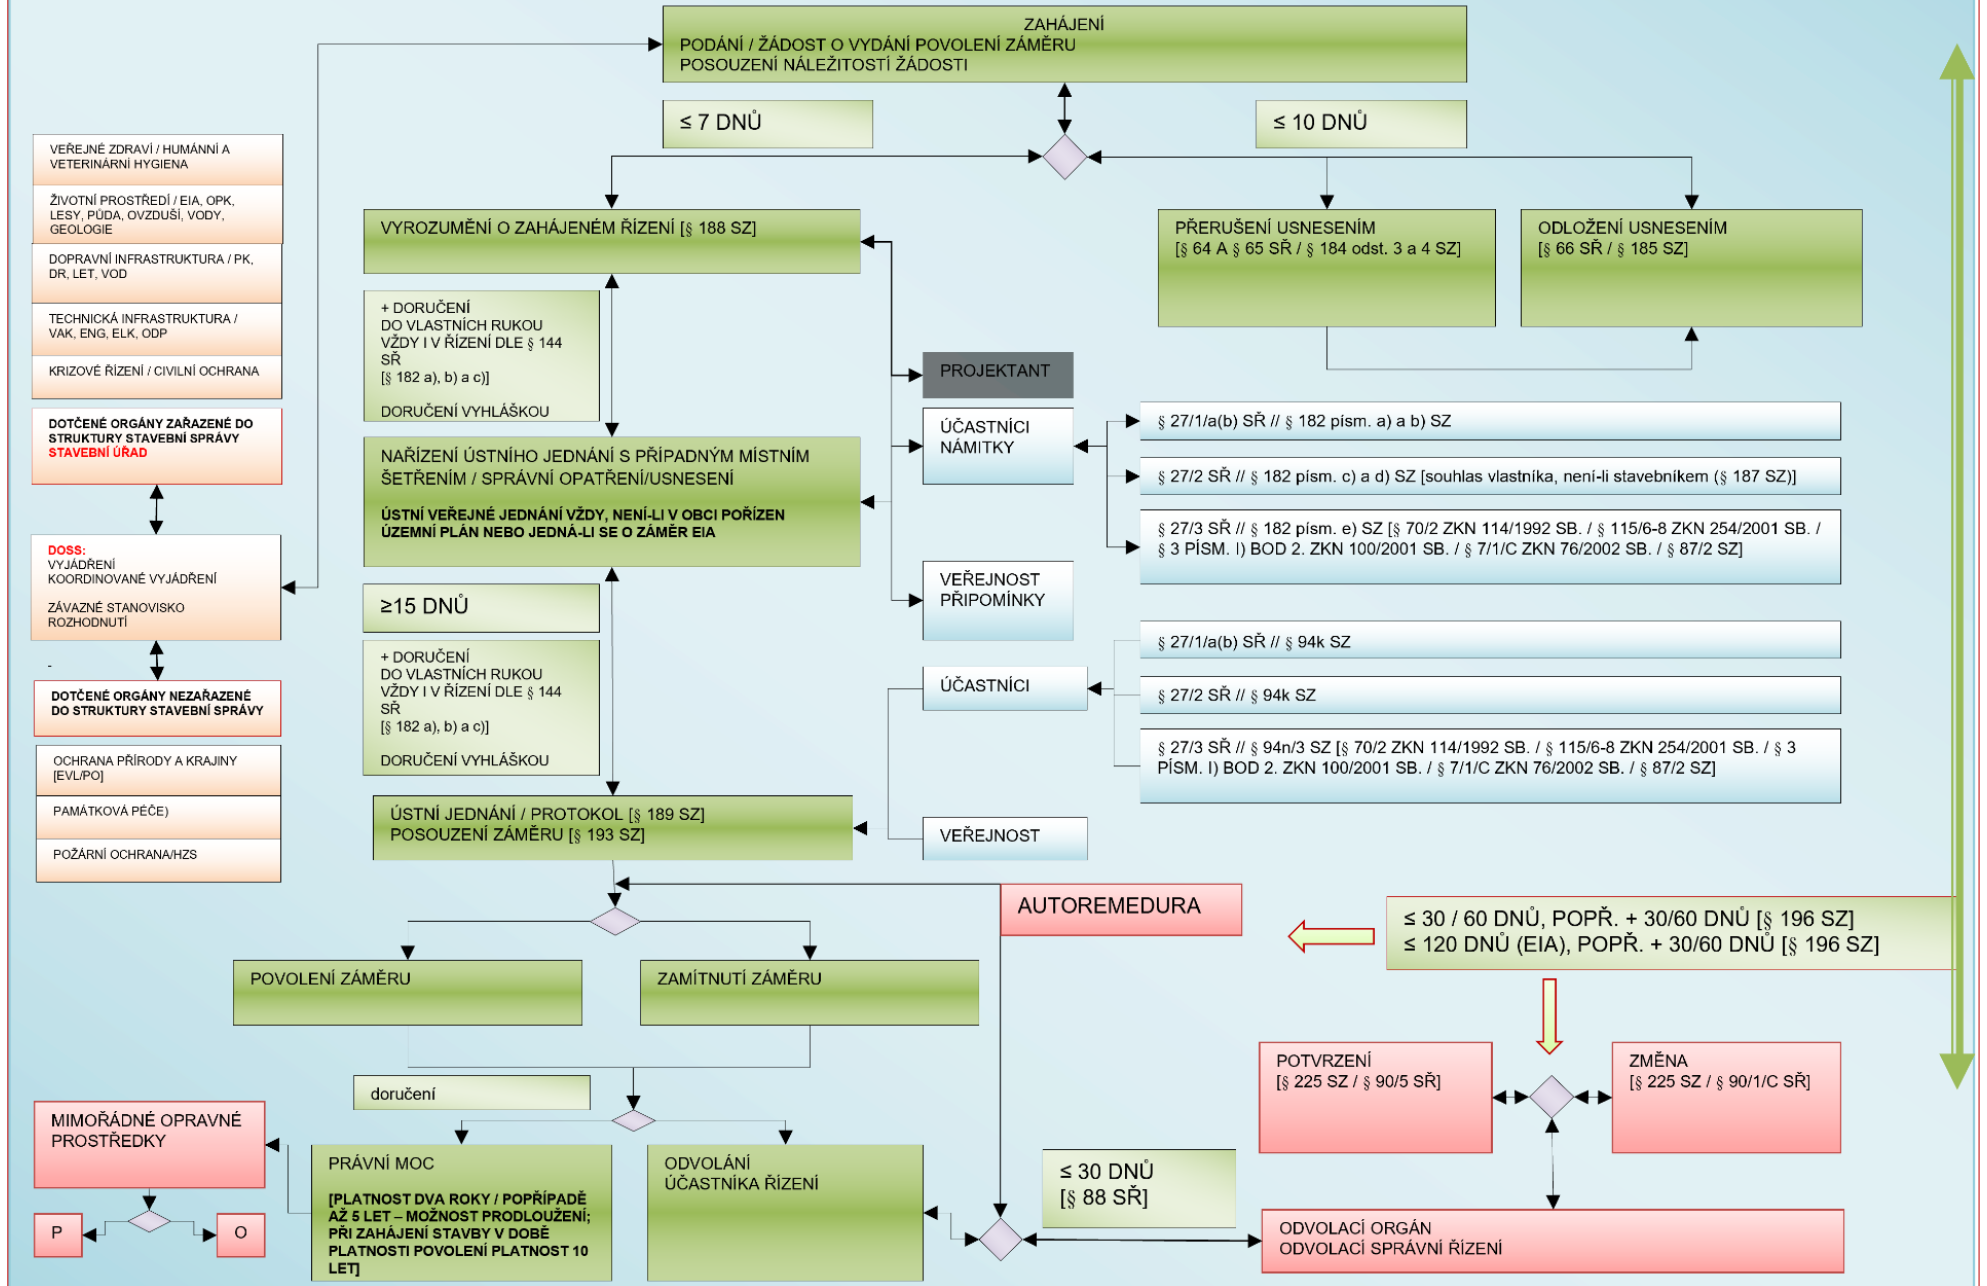 ZAHÁJENÍ
PODÁNÍ / ŽÁDOST O VYDÁNÍ POVOLENÍ ZÁMĚRU
POSOUZENÍ NÁLEŽITOSTÍ ŽÁDOSTI
≤ 7 DNŮ
≤ 10 DNŮ
VEŘEJNÉ ZDRAVÍ / HUMÁNNÍ A
VETERINÁRNÍ HYGIENA
ŽIVOTNÍ PROSTŘEDÍ / EIA, OPK,
LESY, PŮDA, OVZDUŠÍ, VODY,
GEOLOGIE
DOPRAVNÍ INFRASTRUKTURA / PK,
DR, LET, VOD
TECHNICKÁ INFRASTRUKTURA /
VAK, ENG, ELK, ODP
KRIZOVÉ ŘÍZENÍ / CIVILNÍ OCHRANA
DOTČENÉ ORGÁNY ZAŘAZENÉ DO
STRUKTURY STAVEBNÍ SPRÁVY
STAVEBNÍ ÚŘAD
DOSS:
VYJÁDŘENÍ
KOORDINOVANÉ VYJÁDŘENÍ
ZÁVAZNÉ STANOVISKO
ROZHODNUTÍ
-
DOTČENÉ ORGÁNY NEZAŘAZENÉ
DO STRUKTURY STAVEBNÍ SPRÁVY
OCHRANA PŘÍRODY A KRAJINY
[EVL/PO]
PAMÁTKOVÁ PÉČE)
POŽÁRNÍ OCHRANA/HZS
VYROZUMĚNÍ O ZAHÁJENÉM ŘÍZENÍ [§ 188 SZ]
PŘERUŠENÍ USNESENÍM
[§ 64 A § 65 SŘ / § 184 odst. 3 a 4 SZ]
ODLOŽENÍ USNESENÍM
[§ 66 SŘ / § 185 SZ]
+ DORUČENÍ
DO VLASTNÍCH RUKOU
VŽDY I V ŘÍZENÍ DLE § 144
SŘ
[§ 182 a), b) a c)]
DORUČENÍ VYHLÁŠKOU
PROJEKTANT
ÚČASTNÍCI
NÁMITKY
§ 27/1/a(b) SŘ // § 182 písm. a) a b) SZ
§ 27/2 SŘ // § 182 písm. c) a d) SZ [souhlas vlastníka, není-li stavebníkem (§ 187 SZ)]
§ 27/3 SŘ // § 182 písm. e) SZ [§ 70/2 ZKN 114/1992 SB. / § 115/6-8 ZKN 254/2001 SB. /
§ 3 PÍSM. I) BOD 2. ZKN 100/2001 SB. / § 7/1/C ZKN 76/2002 SB. / § 87/2 SZ]
NAŘÍZENÍ ÚSTNÍHO JEDNÁNÍ S PŘÍPADNÝM MÍSTNÍM
ŠETŘENÍM / SPRÁVNÍ OPATŘENÍ/USNESENÍ
ÚSTNÍ VEŘEJNÉ JEDNÁNÍ VŽDY, NENÍ-LI V OBCI POŘÍZEN
ÚZEMNÍ PLÁN NEBO JEDNÁ-LI SE O ZÁMĚR EIA
VEŘEJNOST
PŘIPOMÍNKY
≥15 DNŮ
+ DORUČENÍ
DO VLASTNÍCH RUKOU
VŽDY I V ŘÍZENÍ DLE § 144
SŘ
[§ 182 a), b) a c)]
DORUČENÍ VYHLÁŠKOU
ÚČASTNÍCI
§ 27/1/a(b) SŘ // § 94k SZ
§ 27/2 SŘ // § 94k SZ
§ 27/3 SŘ // § 94n/3 SZ [§ 70/2 ZKN 114/1992 SB. / § 115/6-8 ZKN 254/2001 SB. / § 3
PÍSM. I) BOD 2. ZKN 100/2001 SB. / § 7/1/C ZKN 76/2002 SB. / § 87/2 SZ]
ÚSTNÍ JEDNÁNÍ / PROTOKOL [§ 189 SZ]
POSOUZENÍ ZÁMĚRU [§ 193 SZ]
VEŘEJNOST
AUTOREMEDURA
≤ 30 / 60 DNŮ, POPŘ. + 30/60 DNŮ [§ 196 SZ]
≤ 120 DNŮ (EIA), POPŘ. + 30/60 DNŮ [§ 196 SZ]
POVOLENÍ ZÁMĚRU
ZAMÍTNUTÍ ZÁMĚRU
doručení
POTVRZENÍ
[§ 225 SZ / § 90/5 SŘ]
ZMĚNA
[§ 225 SZ / § 90/1/C SŘ]
MIMOŘÁDNÉ OPRAVNÉ
PROSTŘEDKY
P
O
PRÁVNÍ MOC
[PLATNOST DVA ROKY / POPŘÍPADĚ
AŽ 5 LET – MOŽNOST PRODLOUŽENÍ;
PŘI ZAHÁJENÍ STAVBY V DOBĚ
PLATNOSTI POVOLENÍ PLATNOST 10
LET]
ODVOLÁNÍ
ÚČASTNÍKA ŘÍZENÍ
≤ 30 DNŮ
[§ 88 SŘ]
ODVOLACÍ ORGÁN
ODVOLACÍ SPRÁVNÍ ŘÍZENÍ